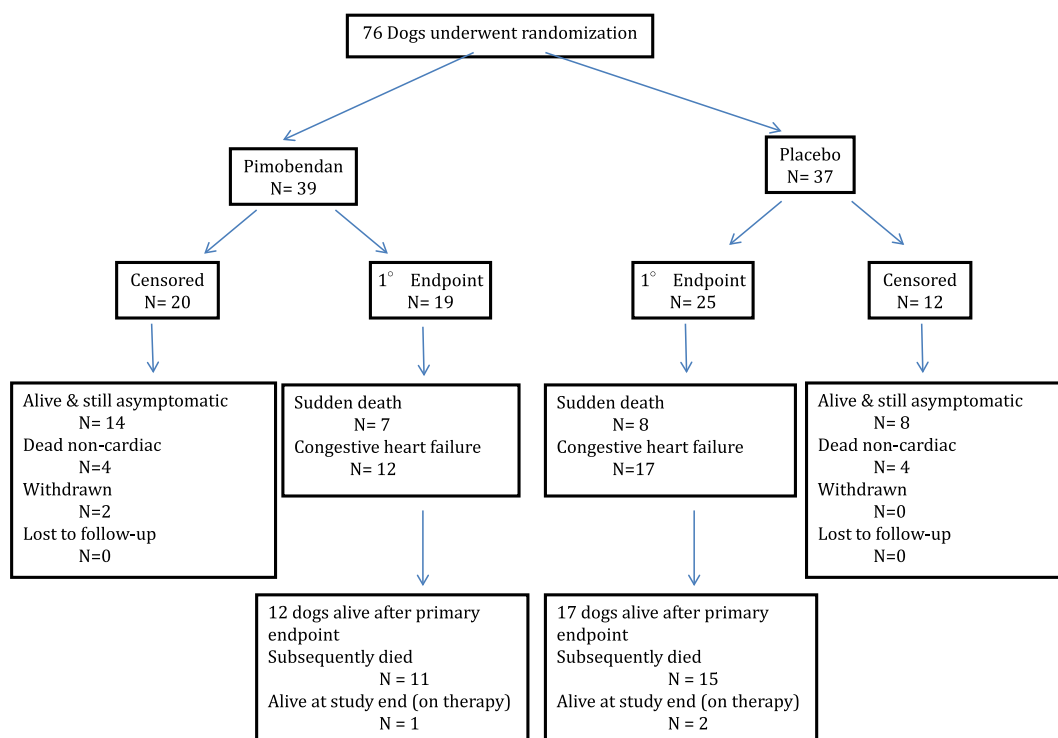 76 Dogs underwent randomization
Pimobendan
N= 39
Placebo
N= 37
Censored
N= 20
1° Endpoint
N= 19
1° Endpoint
N= 25
Censored
N= 12
Alive & still asymptomatic
N= 14
Dead non-cardiac
N=4
Withdrawn
N=2
Lost to follow-up
N=0
Sudden death
N= 7
Congestive heart failure
N= 12
Sudden death
N= 8
Congestive heart failure
N=17
Alive & still asymptomatic
N= 8
Dead non-cardiac
N= 4
Withdrawn
N=0
Lost to follow-up
N=0
12 dogs alive after primary
endpoint
Subsequently died
N = 11
Alive at study end (on therapy)
N = 1
17 dogs alive after primary
endpoint
Subsequently died
N = 15
Alive at study end (on therapy)
N = 2